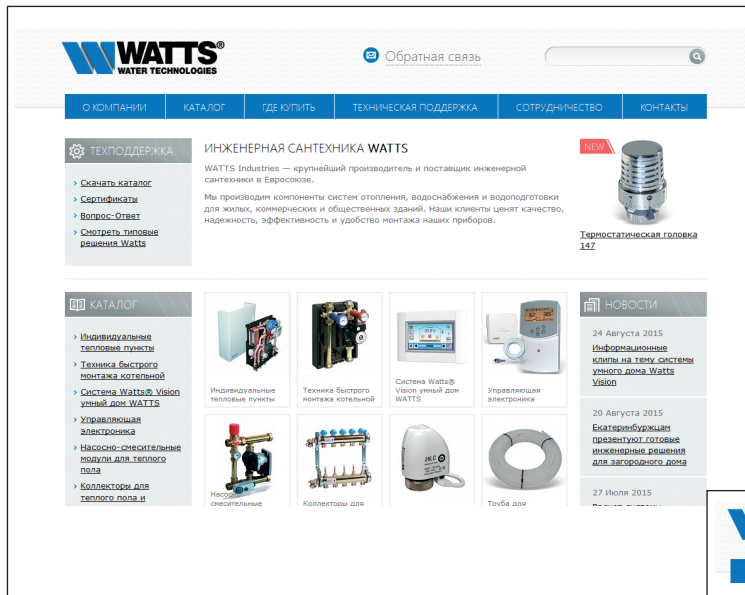 WATTS®
WATER TECHNOLOGIES
Обратная связь
О КОМПАНИИ КАТАЛОГ ГДЕ КУПИТЬ ТЕХНИЧЕСКАЯ ПОДДЕРЖКА СОТРУДНИЧЕСТВО КОНТАКТЫ
ТЕХПОДДЕРЖКА
Скачать каталог
Сертификаты
Вопрос-Ответ
Смотреть типовые
решения Watts
ИНЖЕНЕРНАЯ САНТЕХНИКА WATTS
WATTS Industries — крупнейший производитель и поставщик инженерной
сантехники в Евросоюзе.
Мы производим компоненты систем отопления, водоснабжения и водоподготовки
для жилых, коммерческих и общественных зданий. Наши клиенты ценят качество,
надежность, эффективность и удобство монтажа наших приборов.
NEW
Термостатическая головка
147
КАТАЛОГ
Индивидуальные
тепловые пункты
Техника быстрого
монтажа котельной
Система Watts® Vision
умный дом WATTS
Управляющая
электроника
Насосно-смесительные
модули для теплого
пола
Коллекторы для
теплого пола и
Индивидуальные
тепловые пункты
Техника быстрого
монтажа котельной
Система Watts®
Vision умный дом
WATTS
Управляющая
электроника
Насосно-
смесительные
Коллекторы для
Труба для
НОВОСТИ
24 Августа 2015
Информационные
клипы на тему системы
умного дома Watts
Vision
20 Августа 2015
Екатеринбуржцам
презентуют готовые
инженерные решения
для загородного дома
27 Июля 2015